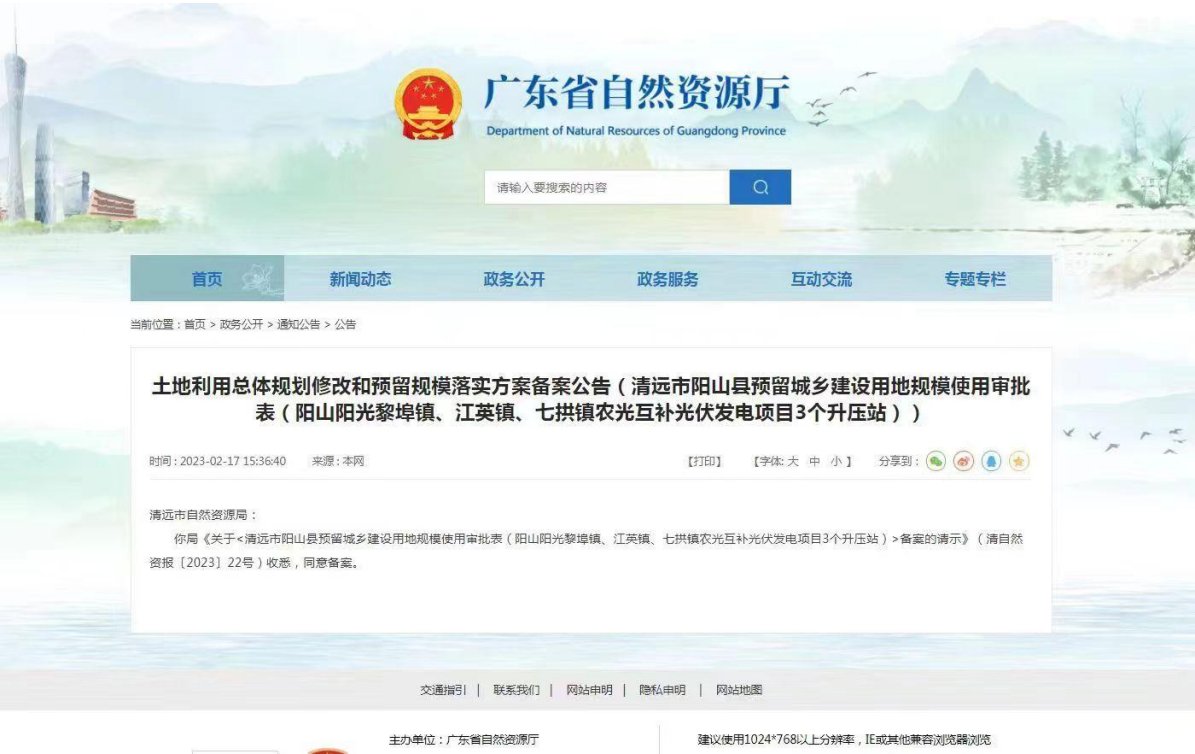 广东省自然资源厅
Department of Natural Resources of Guangdong Province
请输入要搜索的内容
首页 新闻动态 政务公开 政务服务 互动交流 专题专栏
当前位置：首页 > 政务公开 > 通知公告 > 公告
土地利用总体规划修改和预留规模落实方案备案公告（清远市阳山县预留城乡建设用地规模使用审批
表（阳山阳光黎埠镇、江英镇、七拱镇农光互补光伏发电项目3个升压站））
时间：2023-02-17 15:36:40 来源：本网 【打印】 【字体：大 中 小 】 分享到：
清远市自然资源局：
你局《关于<清远市阳山县预留城乡建设用地规模使用审批表（阳山阳光黎埠镇、江英镇、七拱镇农光互补光伏发电项目3个升压站）>备案的请示》（清自然
资报〔2023〕22号）收悉，同意备案。
交通指引 | 联系我们 | 网站申明 | 隐私申明 | 网站地图
主办单位：广东省自然资源厅 建议使用1024*768以上分辨率，IE或其他兼容浏览器浏览